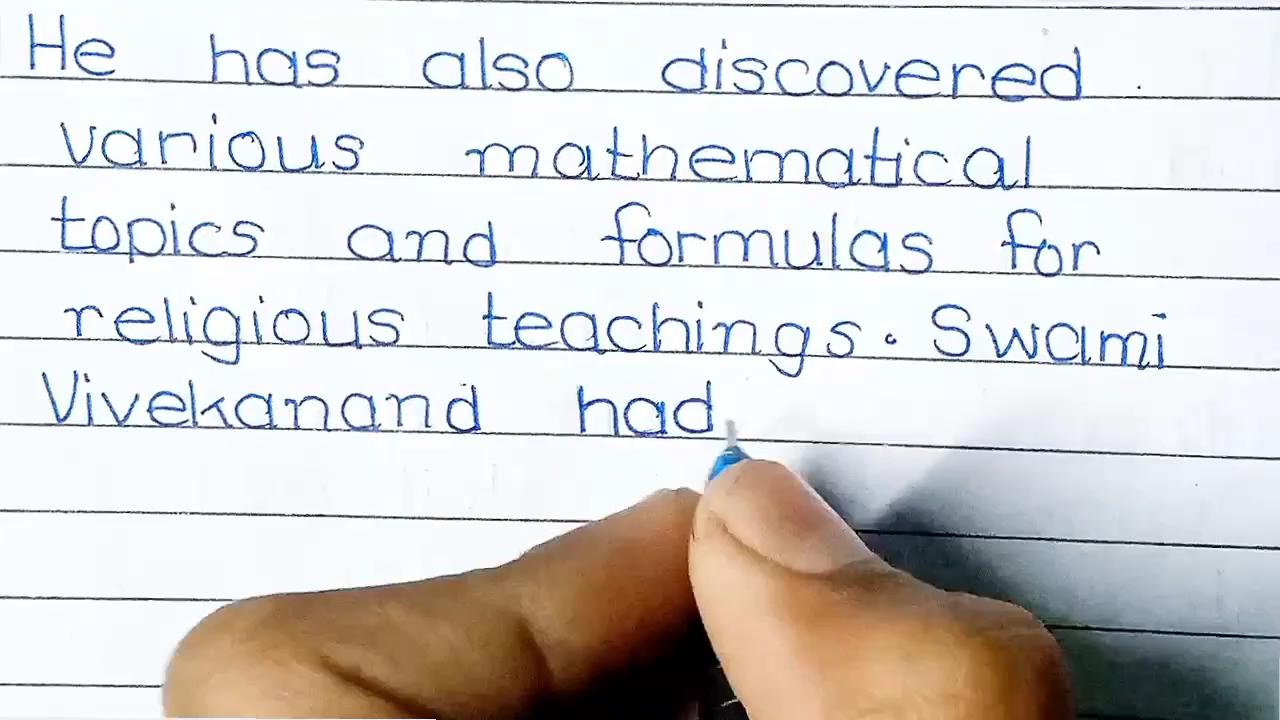 He has also discovered
various mathematical
topics and formulas for
religious teachings. Swami
Vivekanand had